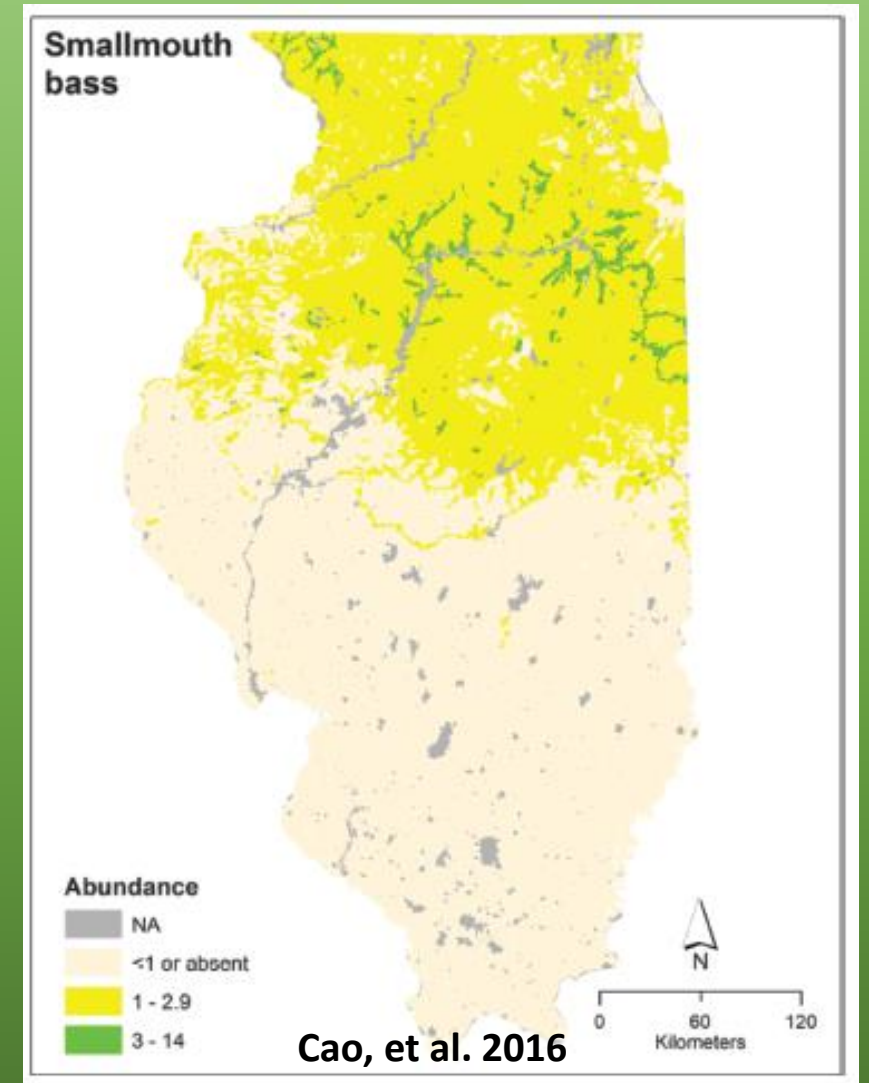 Smallmouth
bass
Abundance
NA
<1 or absent
1 - 2.9
3 - 14
N
0 60 120
Kilometers
Cao, et al. 2016